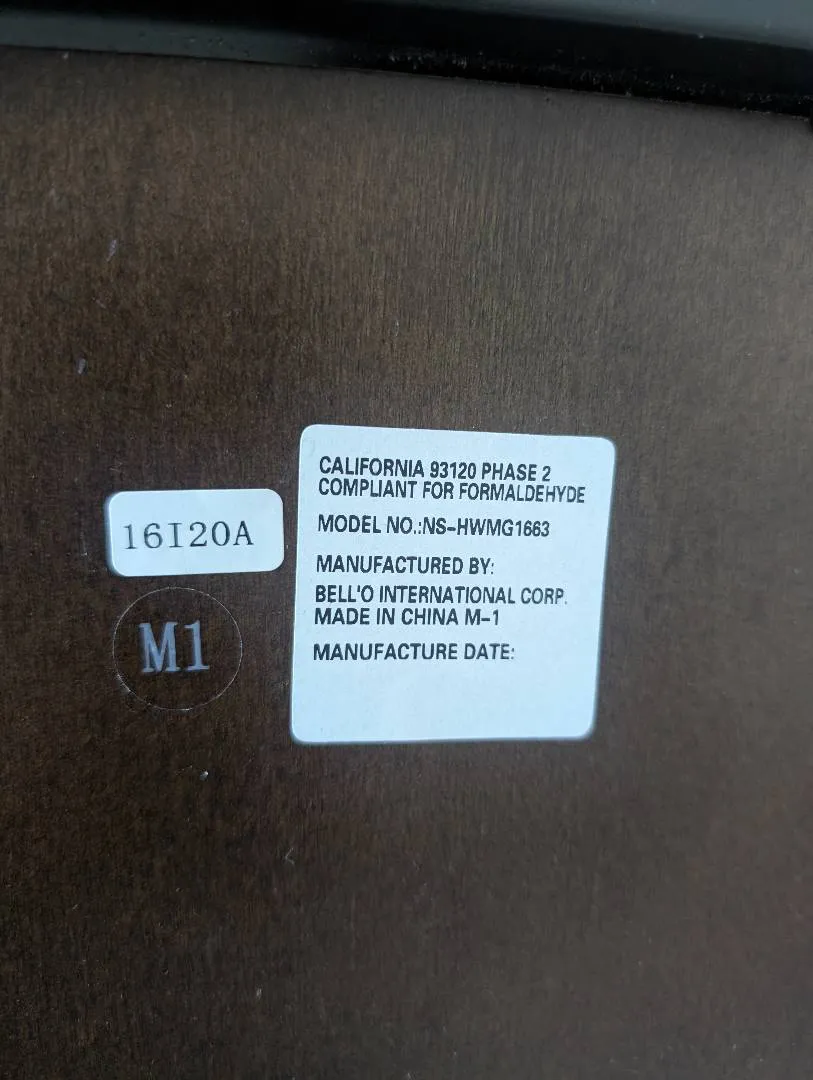 CALIFORNIA 93120 PHASE 2
COMPLIANT FOR FORMALDEHYDE
MODEL NO.:NS-HWMG1663
MANUFACTURED BY:
BELL'O INTERNATIONAL CORP.
MADE IN CHINA M-1
MANUFACTURE DATE:
16I20A
M1